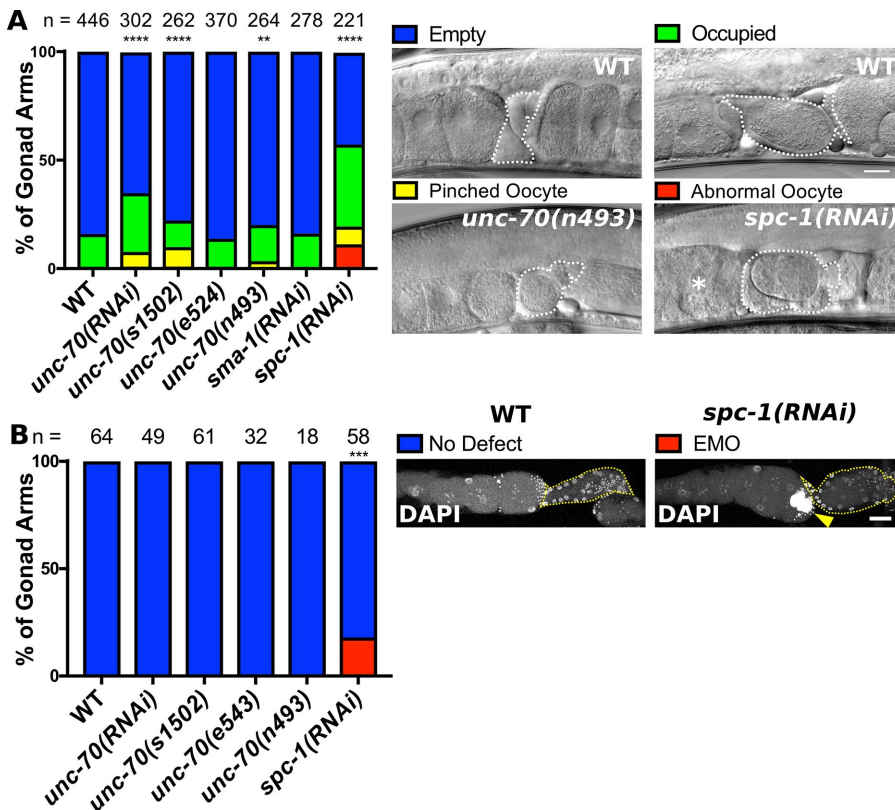 A
n = 446 302 262 370 264 278 221
**** **** ** ****
% of Gonad Arms
100
50
0
WT
unc-70(RNAi)
unc-70(s1502)
unc-70(e524)
unc-70(n493)
sma-1(RNAi)
spc-1(RNAi)
Empty
WT
Occupied
WT
Pinched Oocyte
unc-70(n493)
Abnormal Oocyte
spc-1(RNAi)
*
B
n = 64 49 61 32 18 58
***
% of Gonad Arms
100
50
0
WT
unc-70(RNAi)
unc-70(s1502)
unc-70(e543)
unc-70(n493)
spc-1(RNAi)
WT
No Defect
DAPI
spc-1(RNAi)
EMO
DAPI